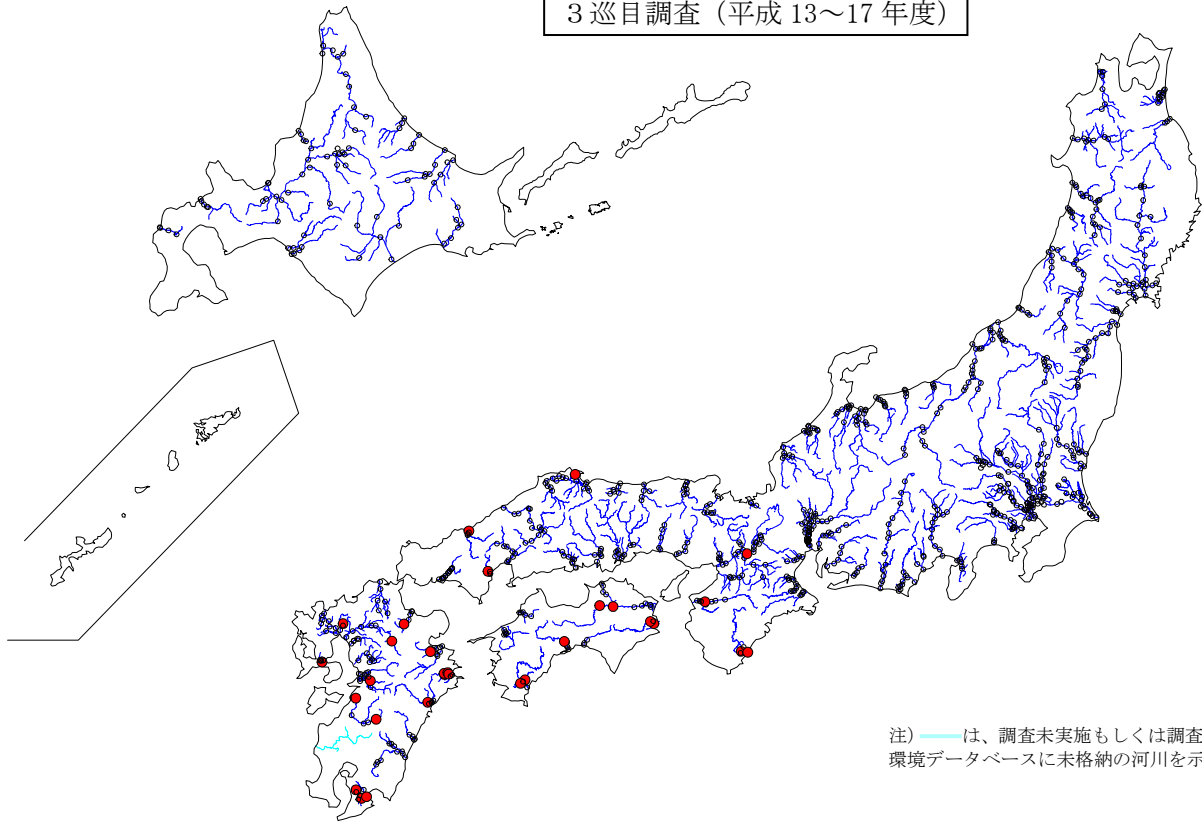 3巡目調査（平成 13～17 年度）
注）　　は、調査未実施もしくは調査
環境データベースに未格納の河川を示